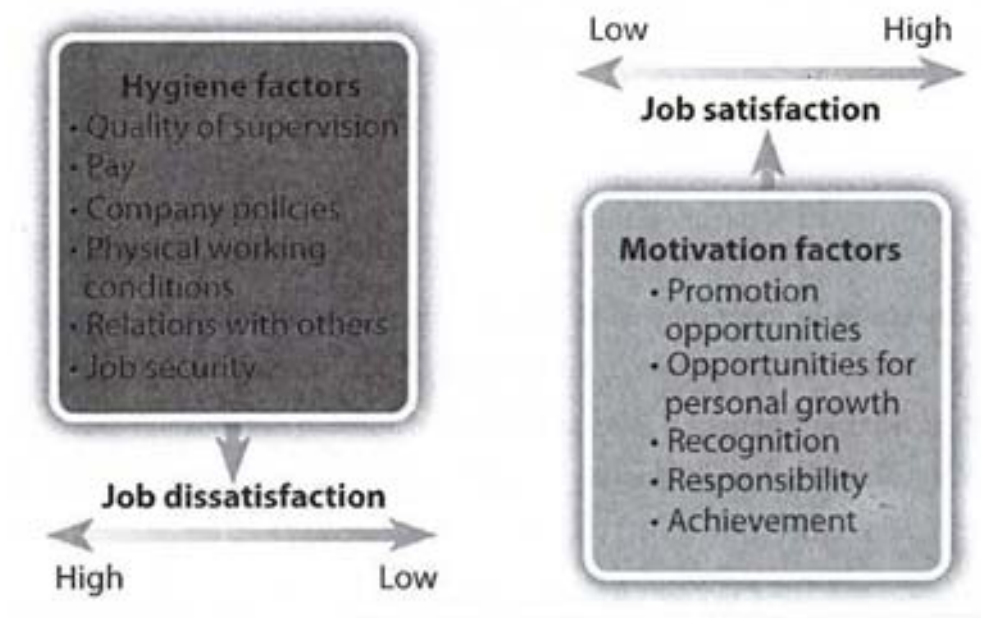 Hygiene factors
• Quality of supervision
• Pay
• Company policies
• Physical working
conditions
• Relations with others
• Job security
Job dissatisfaction
High Low
Low High
Job satisfaction
Motivation factors
• Promotion
opportunities
• Opportunities for
personal growth
• Recognition
• Responsibility
• Achievement